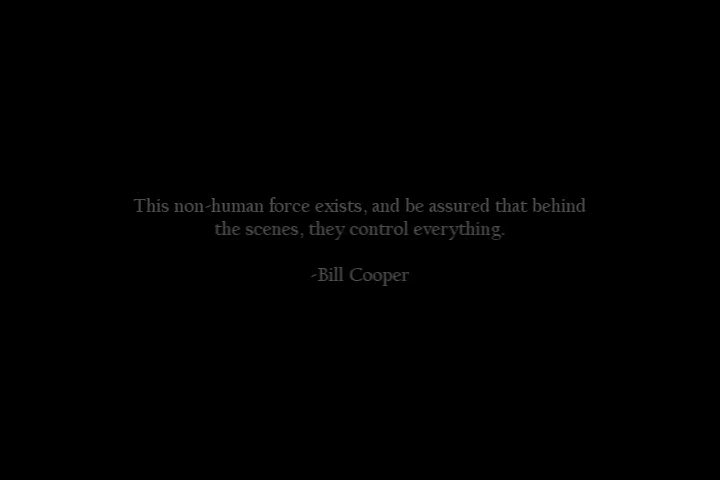 This non-human force exists, and be assured that behind
the scenes, they control everything.
-Bill Cooper